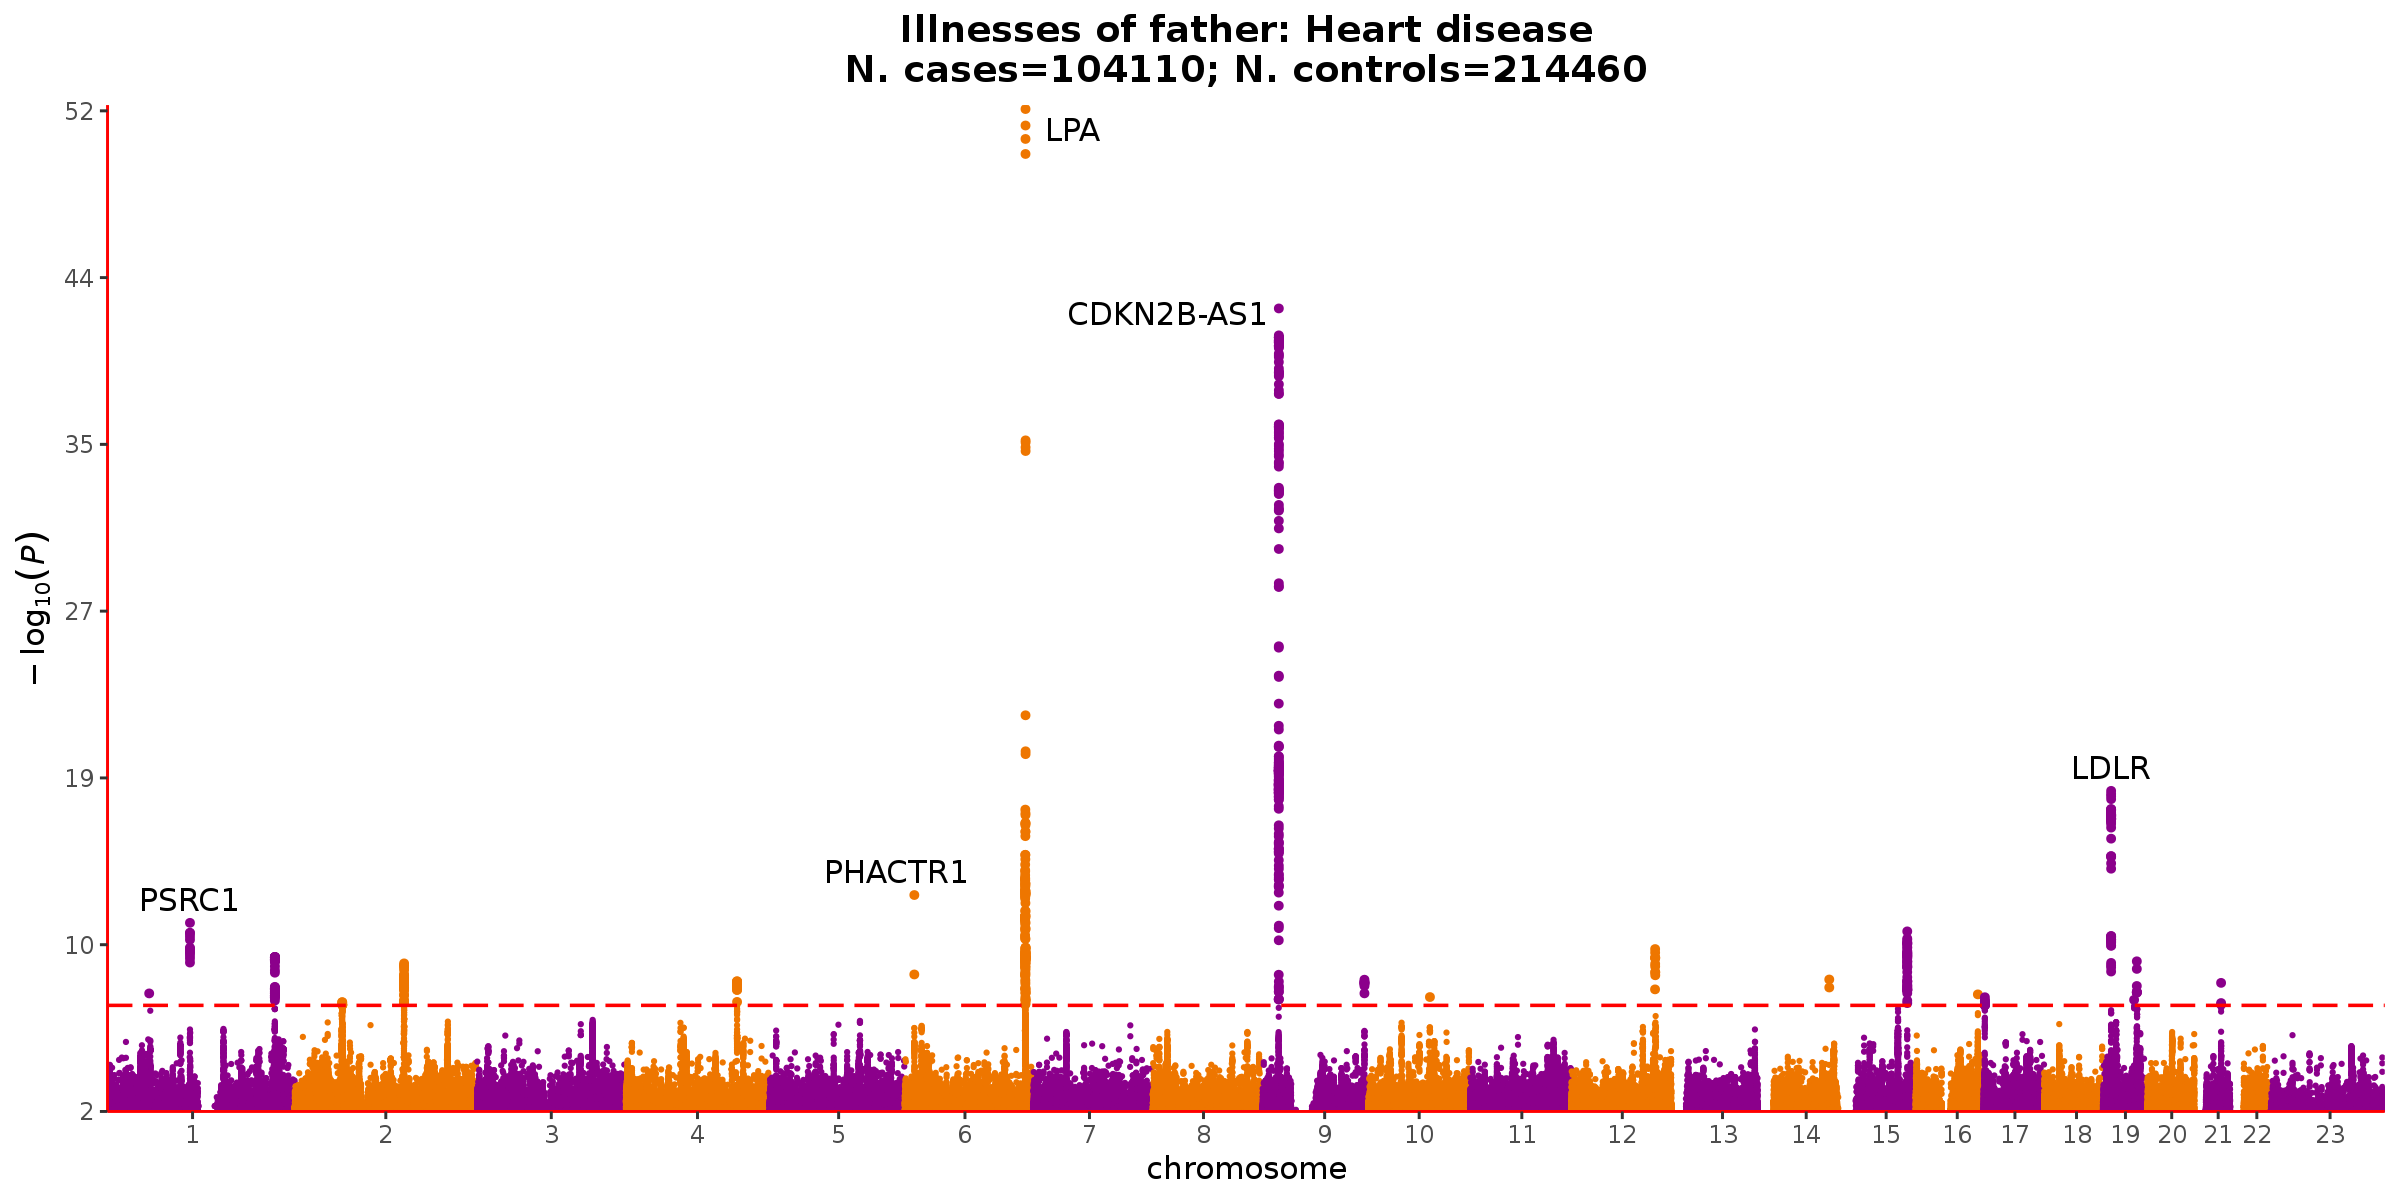 Illnesses of father: Heart disease
N. cases=104110; N. controls=214460
52
44
35
27
19
10
2
−log10(P)
LPA
CDKN2B-AS1
LDLR
PHACTR1
PSRC1
1 2 3 4 5 6 7 8 9 10 11 12 13 14 15 16 17 18 19 20 21 22 23
chromosome